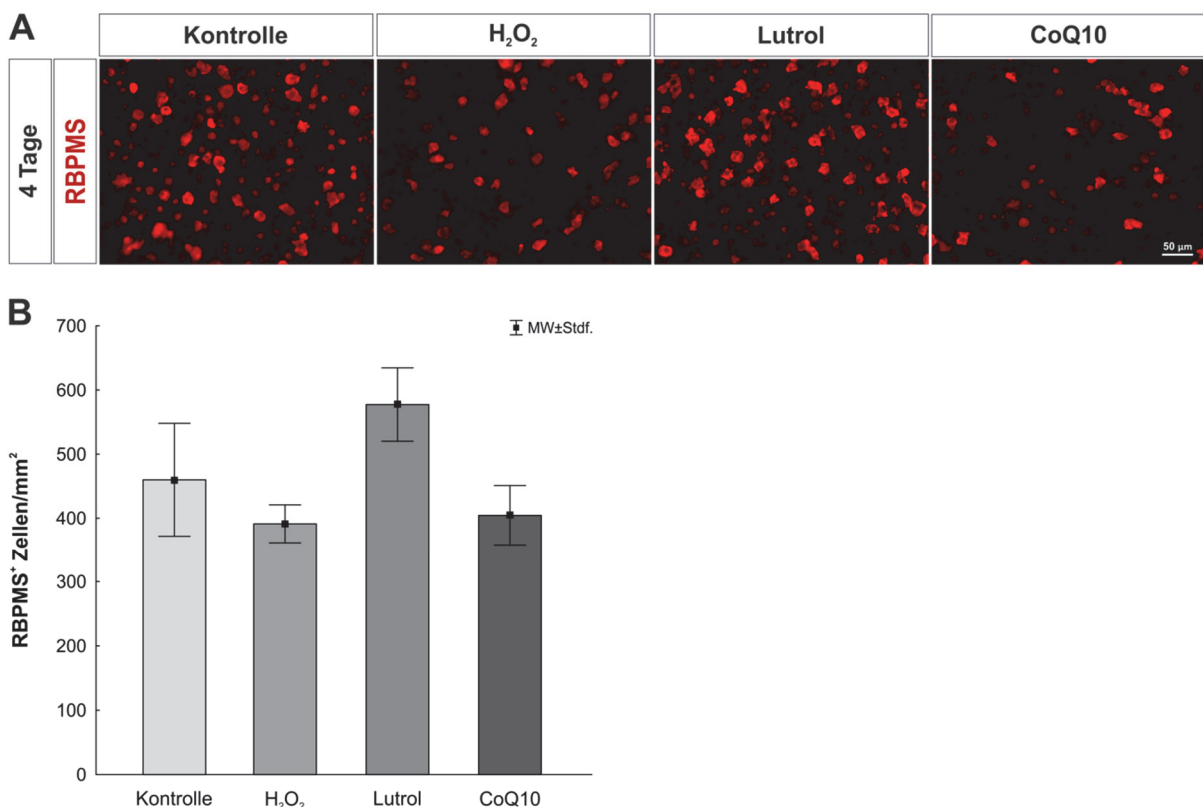 A
Kontrolle
H₂O₂
Lutrol
CoQ10
4 Tage
RBPMS
50 µm
B
MW±Stdf.
RBPMS⁺ Zellen/mm²
700
600
500
400
300
200
100
0
Kontrolle
H₂O₂
Lutrol
CoQ10